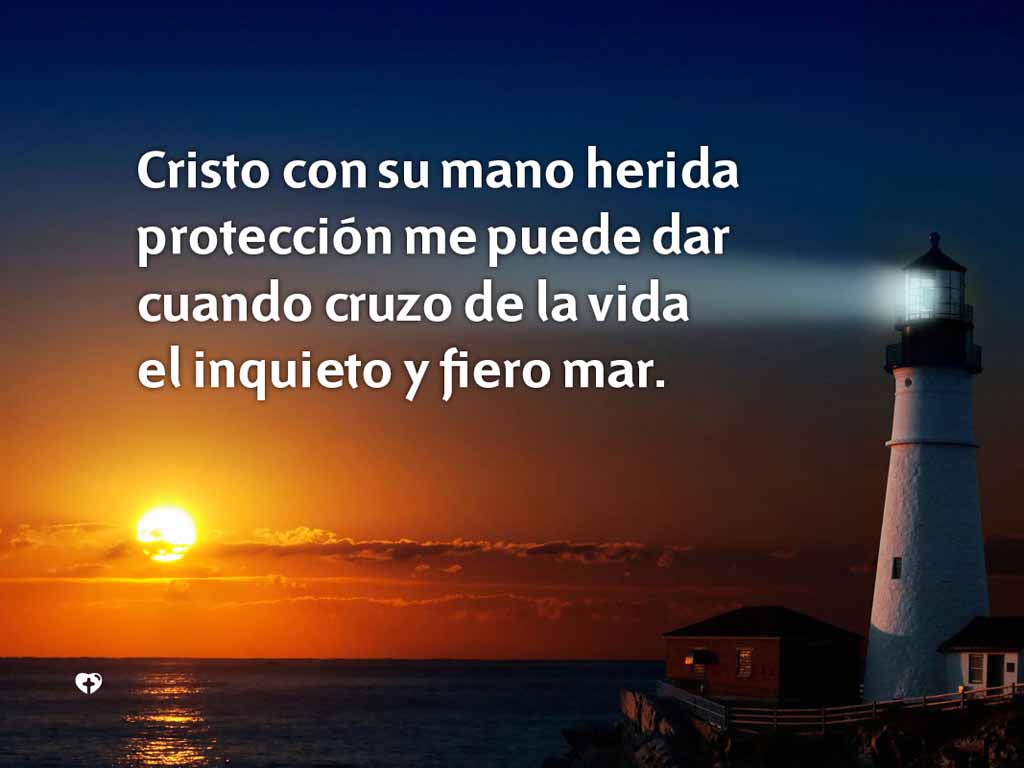 Cristo con su mano herida
protección me puede dar
cuando cruzo de la vida
el inquieto y fiero mar.